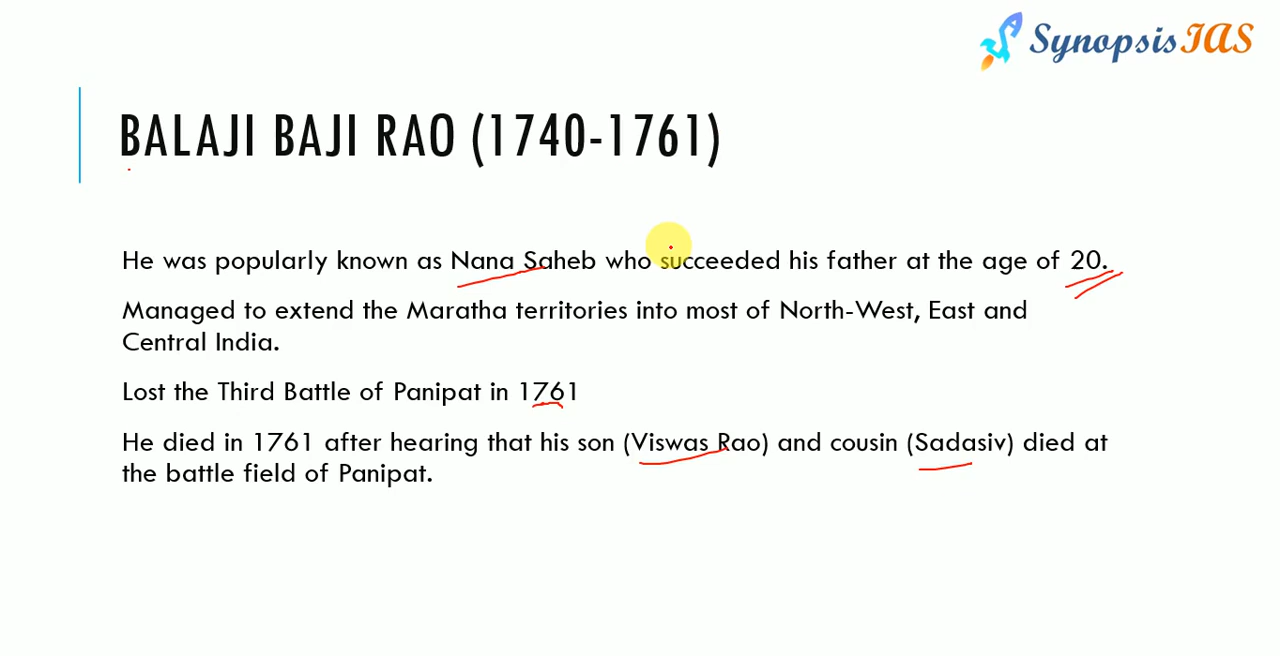 Synopsis IAS
BALAJI BAJI RAO (1740-1761)
He was popularly known as Nana Saheb who succeeded his father at the age of 20.
Managed to extend the Maratha territories into most of North-West, East and
Central India.
Lost the Third Battle of Panipat in 1761
He died in 1761 after hearing that his son (Viswas Rao) and cousin (Sadasiv) died at
the battle field of Panipat.